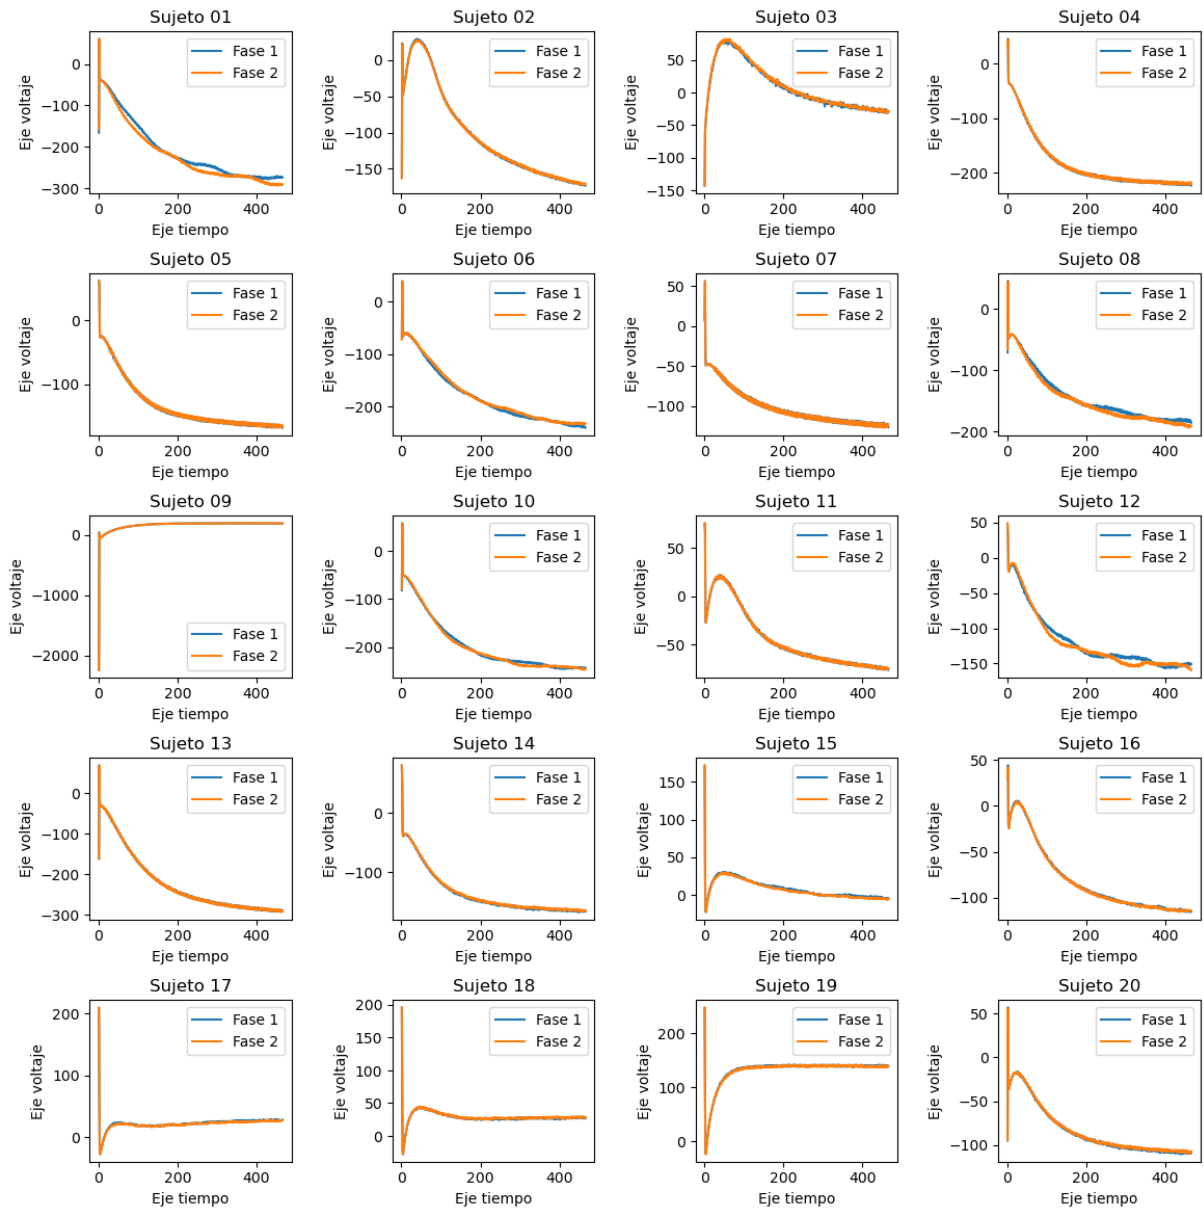 Sujeto 01
Eje voltaje
0
−100
−200
−300
Fase 1
Fase 2
0 200 400
Eje tiempo
Sujeto 02
Eje voltaje
0
−50
−100
−150
Fase 1
Fase 2
0 200 400
Eje tiempo
Sujeto 03
Eje voltaje
50
0
−50
−100
−150
Fase 1
Fase 2
0 200 400
Eje tiempo
Sujeto 04
Eje voltaje
0
−100
−200
Fase 1
Fase 2
0 200 400
Eje tiempo
Sujeto 05
Eje voltaje
0
−100
Fase 1
Fase 2
0 200 400
Eje tiempo
Sujeto 06
Eje voltaje
0
−100
−200
Fase 1
Fase 2
0 200 400
Eje tiempo
Sujeto 07
Eje voltaje
50
0
−50
−100
Fase 1
Fase 2
0 200 400
Eje tiempo
Sujeto 08
Eje voltaje
0
−100
−200
Fase 1
Fase 2
0 200 400
Eje tiempo
Sujeto 09
Eje voltaje
0
−1000
−2000
Fase 1
Fase 2
0 200 400
Eje tiempo
Sujeto 10
Eje voltaje
0
−100
−200
Fase 1
Fase 2
0 200 400
Eje tiempo
Sujeto 11
Eje voltaje
50
0
−50
Fase 1
Fase 2
0 200 400
Eje tiempo
Sujeto 12
Eje voltaje
50
0
−50
−100
−150
Fase 1
Fase 2
0 200 400
Eje tiempo
Sujeto 13
Eje voltaje
0
−100
−200
−300
Fase 1
Fase 2
0 200 400
Eje tiempo
Sujeto 14
Eje voltaje
0
−100
Fase 1
Fase 2
0 200 400
Eje tiempo
Sujeto 15
Eje voltaje
150
100
50
0
Fase 1
Fase 2
0 200 400
Eje tiempo
Sujeto 16
Eje voltaje
50
0
−50
−100
Fase 1
Fase 2
0 200 400
Eje tiempo
Sujeto 17
Eje voltaje
200
100
0
Fase 1
Fase 2
0 200 400
Eje tiempo
Sujeto 18
Eje voltaje
200
150
100
50
0
Fase 1
Fase 2
0 200 400
Eje tiempo
Sujeto 19
Eje voltaje
200
100
0
Fase 1
Fase 2
0 200 400
Eje tiempo
Sujeto 20
Eje voltaje
50
0
−50
−100
Fase 1
Fase 2
0 200 400
Eje tiempo